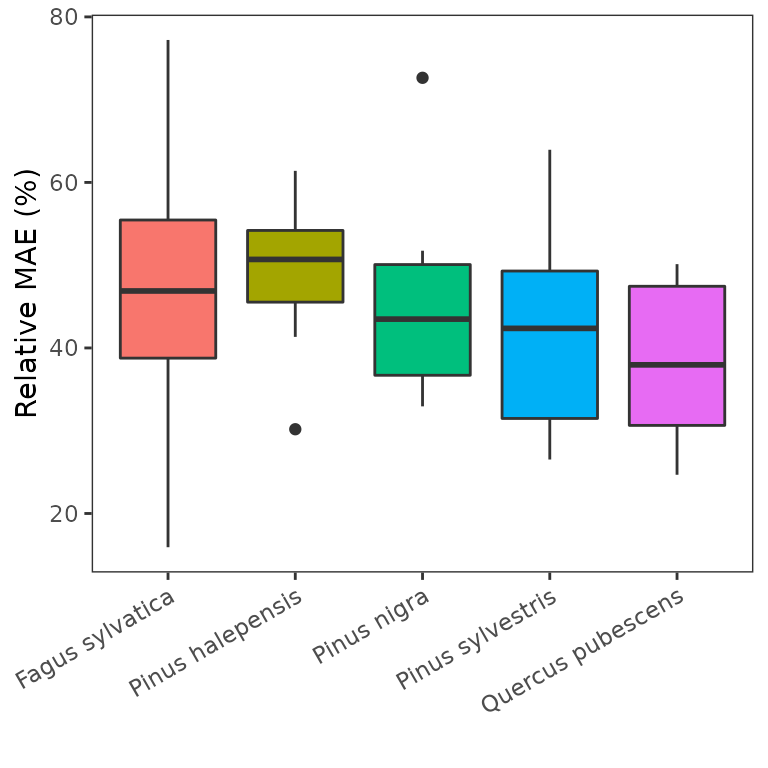 Relative MAE (%)
80
60
40
20
Fagus sylvatica
Pinus halepensis
Pinus nigra
Pinus sylvestris
Quercus pubescens